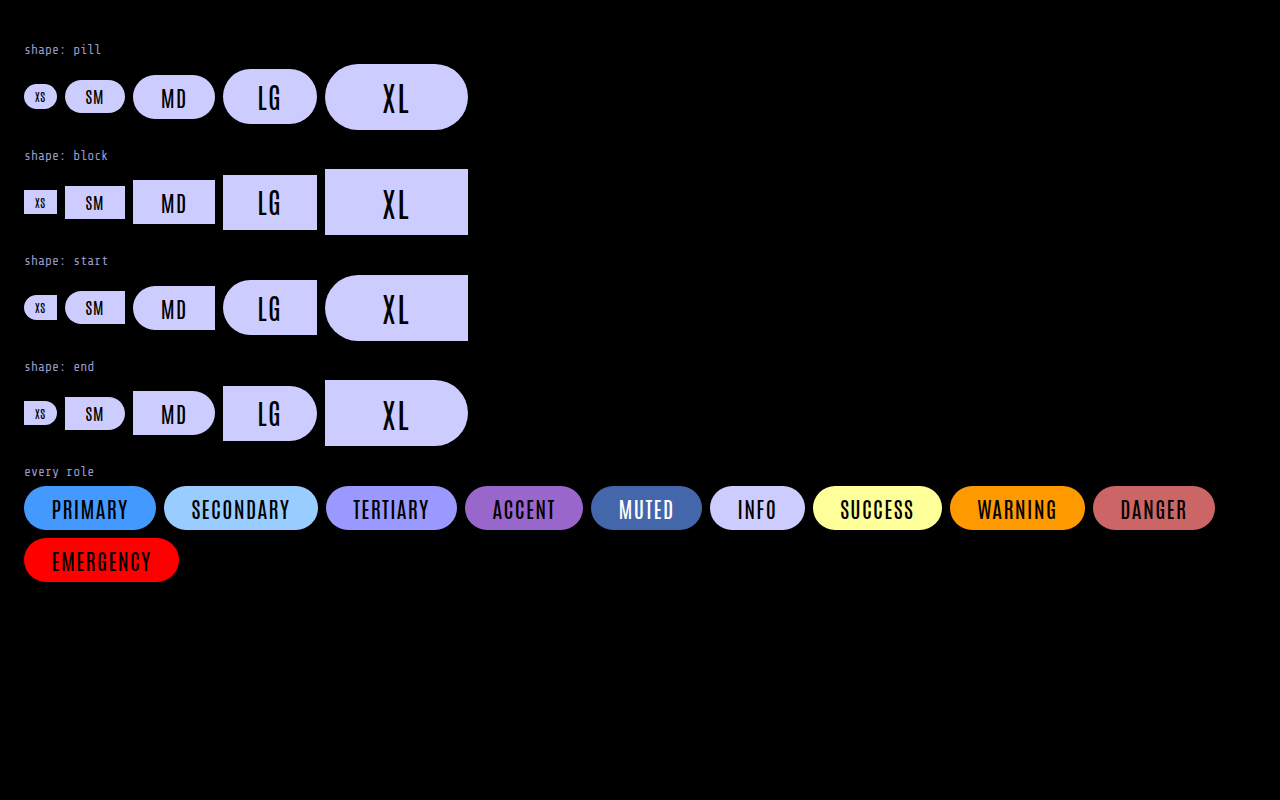 shape: pill
XS SM MD LG XL
shape: block
XS SM MD LG XL
shape: start
XS SM MD LG XL
shape: end
XS SM MD LG XL
every role
PRIMARY SECONDARY TERTIARY ACCENT MUTED INFO SUCCESS WARNING DANGER
EMERGENCY